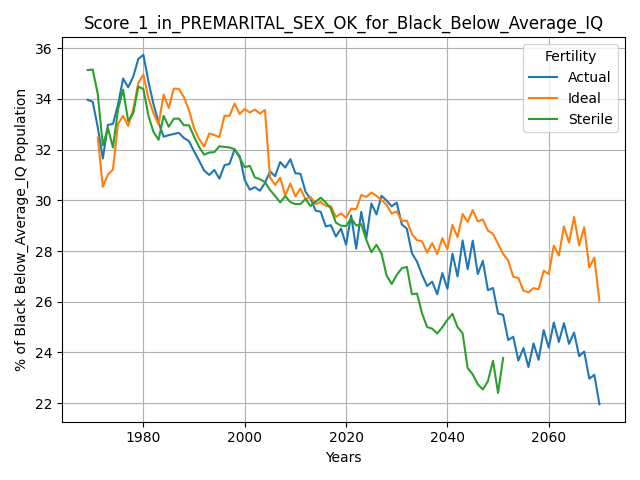 Score_1_in_PREMARITAL_SEX_OK_for_Black_Below_Average_IQ
% of Black Below_Average_IQ Population
36
34
32
30
28
26
24
22
Fertility
Actual
Ideal
Sterile
1980
2000
2020
2040
2060
Years